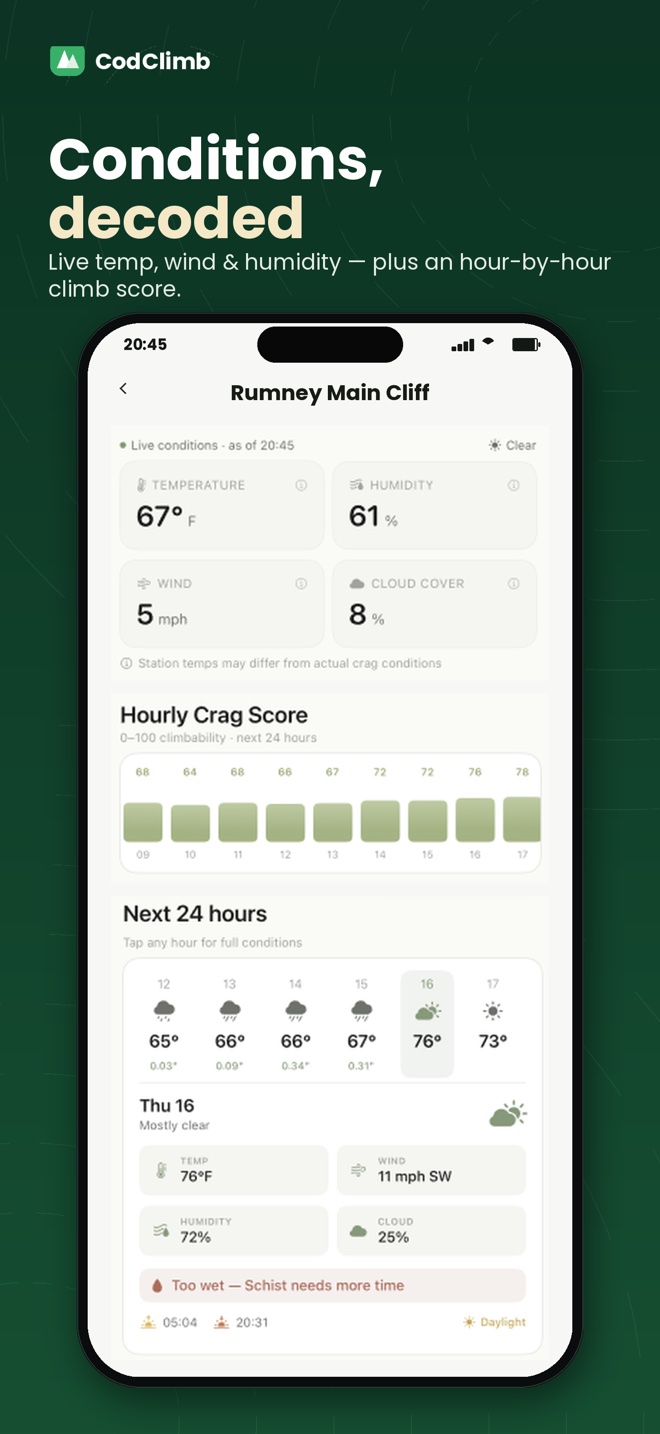 CodClimb
Conditions,
decoded
Live temp, wind & humidity — plus an hour-by-hour
climb score.
20:45
Rumney Main Cliff
Live conditions · as of 20:45 Clear
TEMPERATURE HUMIDITY
67° F 61 %
WIND CLOUD COVER
5 mph 8 %
Station temps may differ from actual crag conditions
Hourly Crag Score
0–100 climbability · next 24 hours
68 64 68 66 67 72 72 76 78
09 10 11 12 13 14 15 16 17
Next 24 hours
Tap any hour for full conditions
12 13 14 15 16 17
65° 66° 66° 67° 76° 73°
0.03" 0.09" 0.34" 0.31"
Thu 16
Mostly clear
TEMP WIND
76°F 11 mph SW
HUMIDITY CLOUD
72% 25%
Too wet — Schist needs more time
05:04 20:31 Daylight